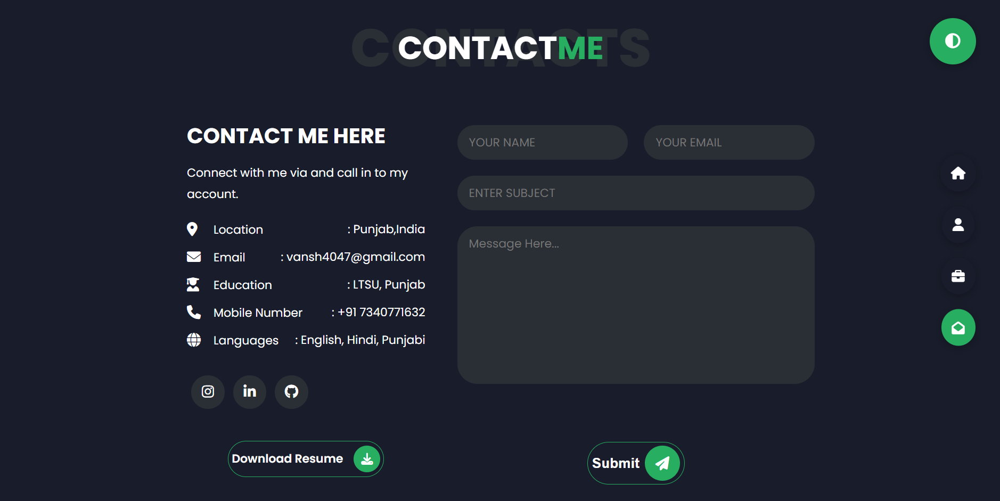 CONTACTS
CONTACTME
CONTACT ME HERE
Connect with me via and call in to my
account.
Location : Punjab,India
Email : vansh4047@gmail.com
Education : LTSU, Punjab
Mobile Number : +91 7340771632
Languages : English, Hindi, Punjabi
Download Resume
YOUR NAME
YOUR EMAIL
ENTER SUBJECT
Message Here...
Submit